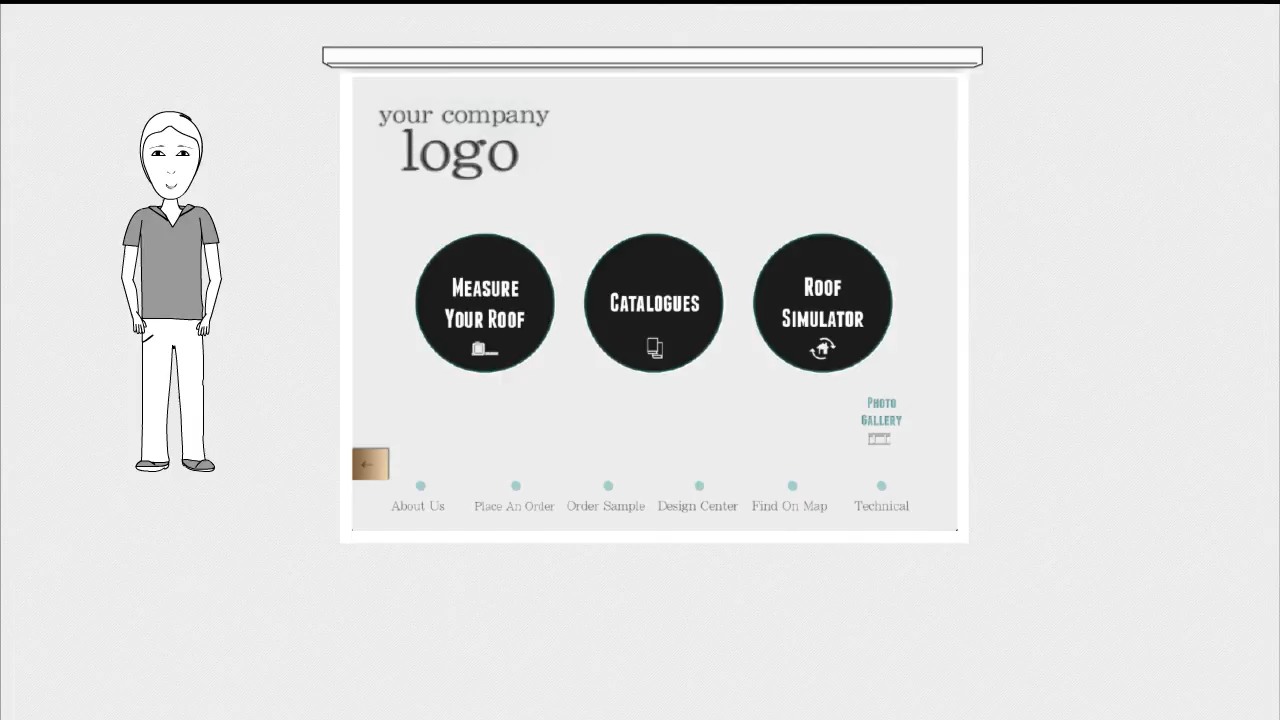 your company
logo
Measure
Your Roof
Catalogues
Roof
Simulator
Photo
Gallery
About Us
Place An Order
Order Sample
Design Center
Find On Map
Technical